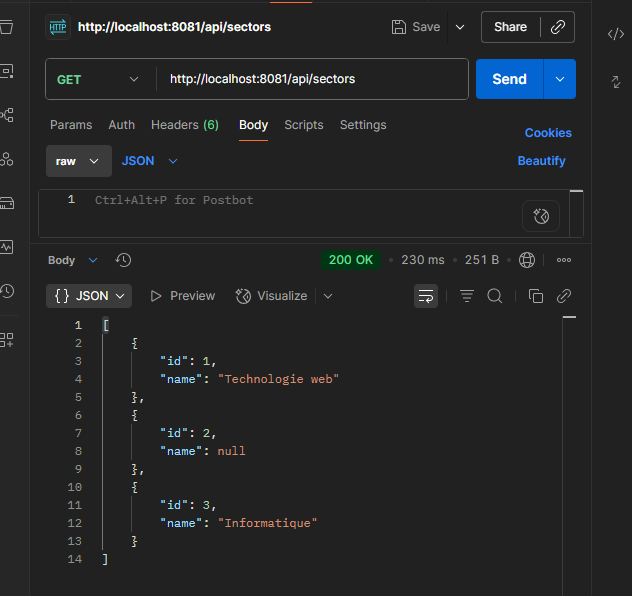 HTTP http://localhost:8081/api/sectors Save Share
GET http://localhost:8081/api/sectors Send
Params Auth Headers (6) Body Scripts Settings Cookies
raw JSON Beautify
1 Ctrl+Alt+P for Postbot
Body 200 OK • 230 ms • 251 B •
{} JSON Preview Visualize
1 [
2 {
3 "id": 1,
4 "name": "Technologie web"
5 },
6 {
7 "id": 2,
8 "name": null
9 },
10 {
11 "id": 3,
12 "name": "Informatique"
13 }
14 ]